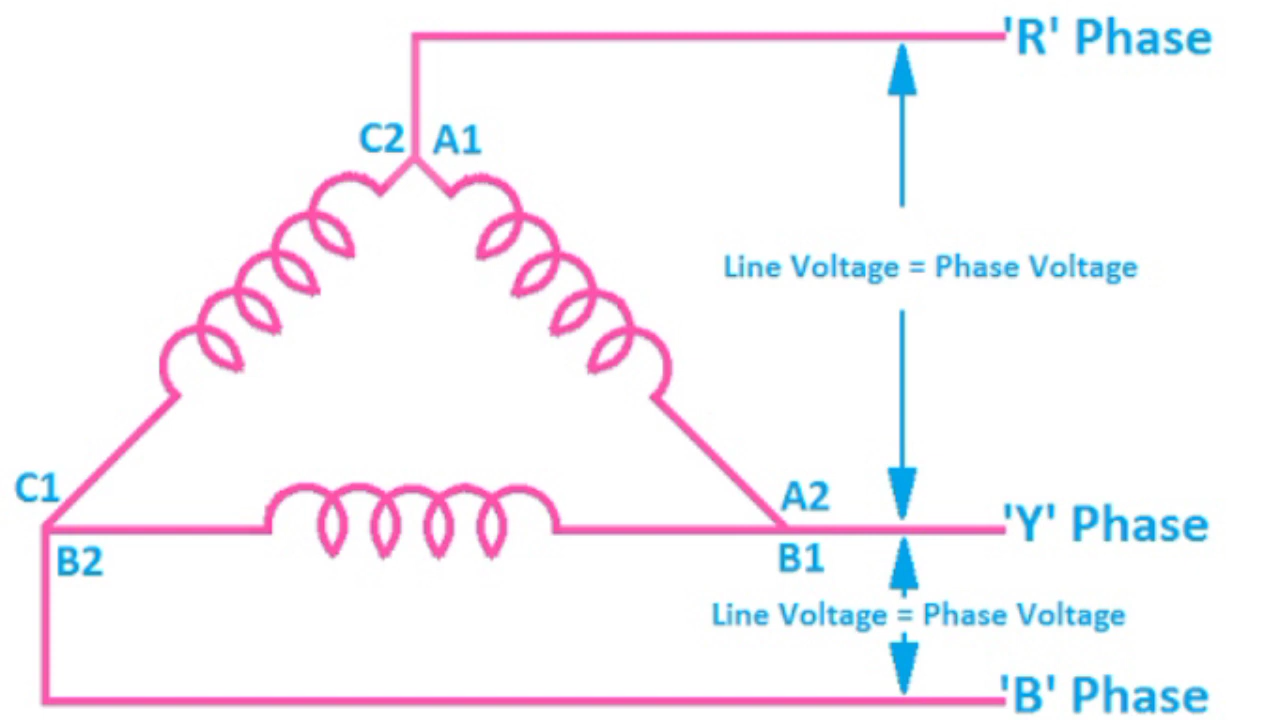 'R' Phase
C2 A1
Line Voltage = Phase Voltage
C1
A2
'Y' Phase
B2
B1
Line Voltage = Phase Voltage
'B' Phase